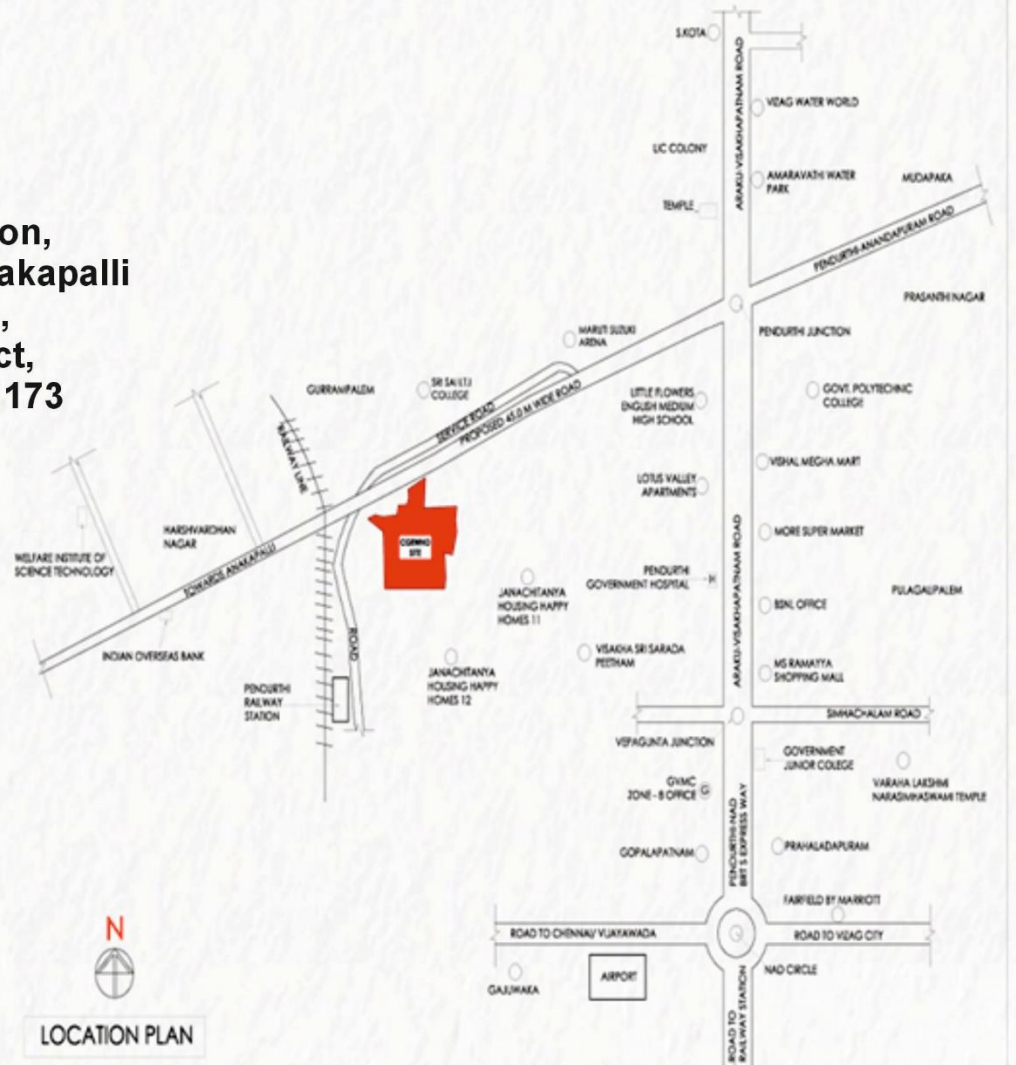 on,
akapalli
,
ct,
173
S.KOTA
ARAKU-VISAKHAPATNAM ROAD
VIZAG WATER WORLD
LIC COLONY
AMARAVATHI WATER
PARK
MUDAPAKA
TEMPLE
PENDURTHI-ANANDAPURAM ROAD
PRASANTHI NAGAR
MARUTI SUZUKI
ARENA
PENDURTHI JUNCTION
GURRAMPALEM
SRI SAI I.T.I
COLLEGE
SERVICE ROAD
PROPOSED 45.0 M WIDE ROAD
LITTLE FLOWERS
ENGLISH MEDIUM
HIGH SCHOOL
GOVT. POLYTECHNIC
COLLEGE
RAILWAY LINE
VISHAL MEGHA MART
LOTUS VALLEY
APARTMENTS
HARSHVARDHAN
NAGAR
MORE SUPER MARKET
CGEWHO
SITE
WELFARE INSTITUTE OF
SCIENCE TECHNOLOGY
TOWARDS ANAKAPALLI
PENDURTHI
GOVERNMENT HOSPITAL
H
ARAKU-VISAKHAPATNAM ROAD
PULAGALIPALEM
JANACHITANYA
HOUSING HAPPY
HOMES 11
BSNL OFFICE
INDIAN OVERSEAS BANK
ROAD
VISAKHA SRI SARADA
PEETHAM
JANACHITANYA
HOUSING HAPPY
HOMES 12
MS RAMAYYA
SHOPPING MALL
PENDURTHI
RAILWAY
STATION
SIMHACHALAM ROAD
VEPAGUNTA JUNCTION
GOVERNMENT
JUNIOR COLEGE
GVMC
ZONE - 8 OFFICE
G
VARAHA LAKSHMI
NARASIMHASWAMI TEMPLE
PENDURTHI-NAD
BRT S EXPRESS WAY
GOPALAPATNAM
PRAHALADAPURAM
FAIRFIELD BY MARRIOTT
ROAD TO CHENNAI/ VIJAYAWADA
ROAD TO VIZAG CITY
NAD CIRCLE
AIRPORT
GAJUWAKA
ROAD TO
RAILWAY STATION
N
LOCATION PLAN